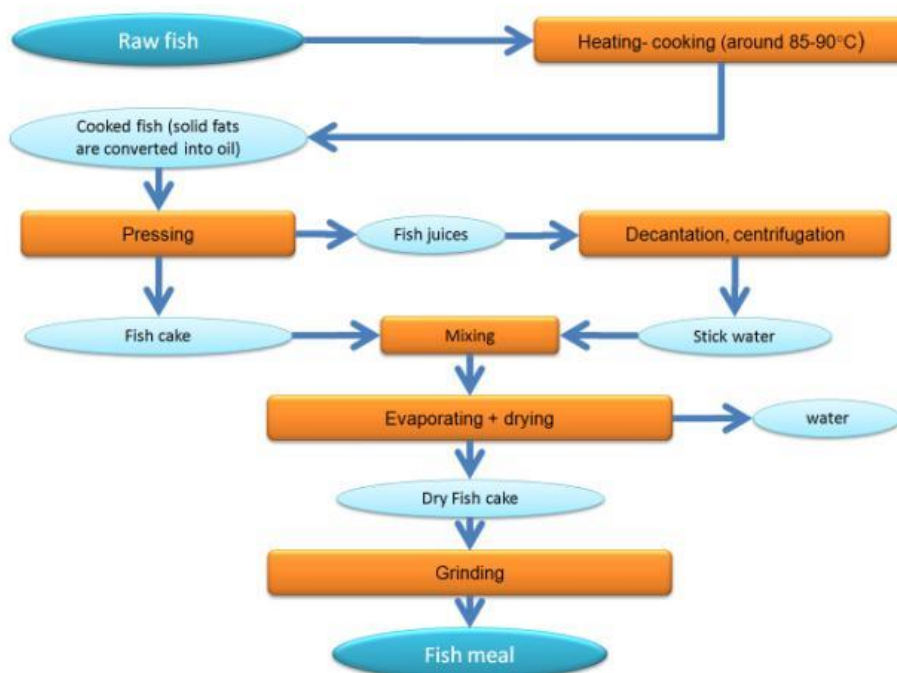 Raw fish
Heating- cooking (around 85-90°C)
Cooked fish (solid fats
are converted into oil)
Pressing
Fish juices
Decantation, centrifugation
Fish cake
Mixing
Stick water
Evaporating + drying
water
Dry Fish cake
Grinding
Fish meal